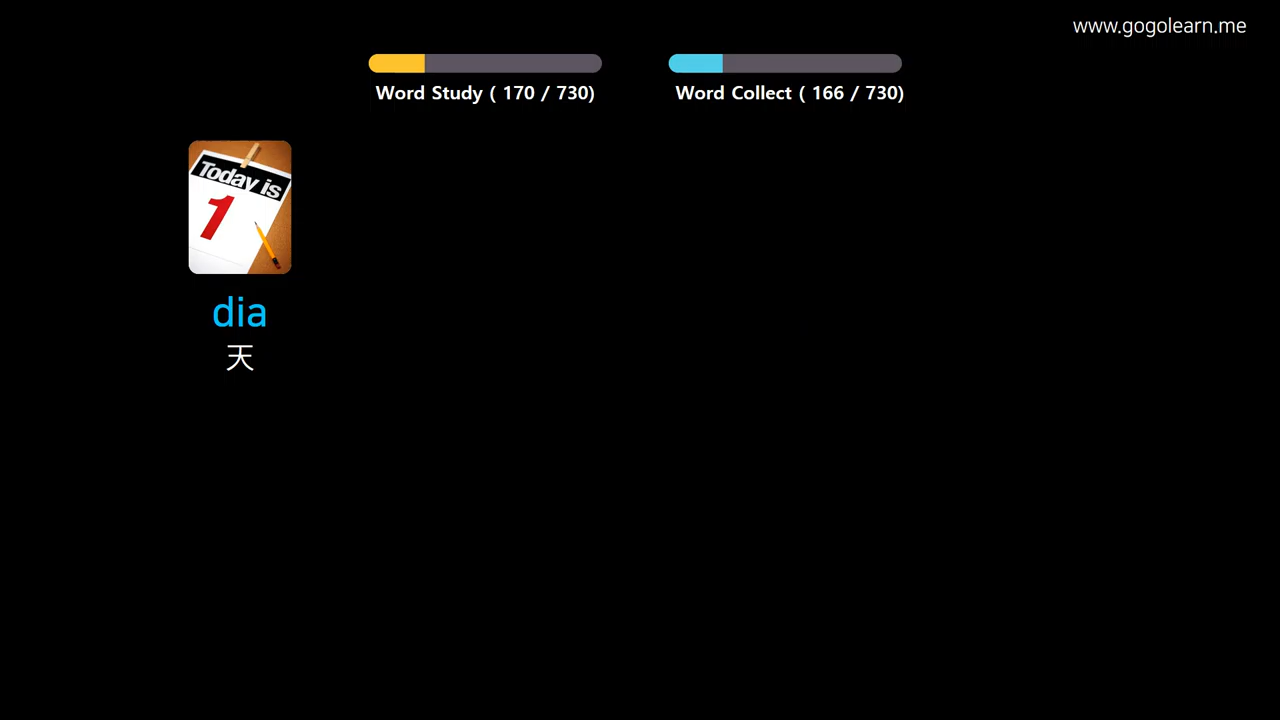 www.gogolearn.me
Word Study ( 170 / 730)
Word Collect ( 166 / 730)
Today is
1
dia
天